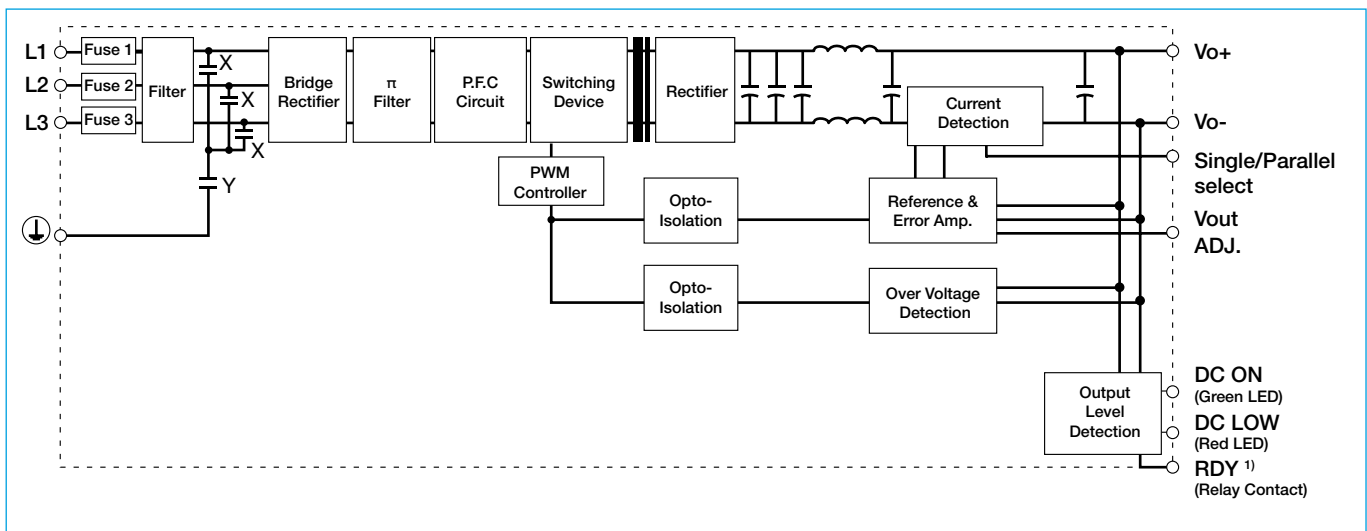 L1
Fuse 1
L2
Fuse 2
L3
Fuse 3
Filter
X
X
X
Y
Bridge
Rectifier
π
Filter
P.F.C
Circuit
Switching
Device
Rectifier
Current
Detection
Vo+
Vo-
Single/Parallel
select
Vout
ADJ.
PWM
Controller
Opto-
Isolation
Reference &
Error Amp.
Opto-
Isolation
Over Voltage
Detection
Output
Level
Detection
DC ON
(Green LED)
DC LOW
(Red LED)
RDY 1)
(Relay Contact)